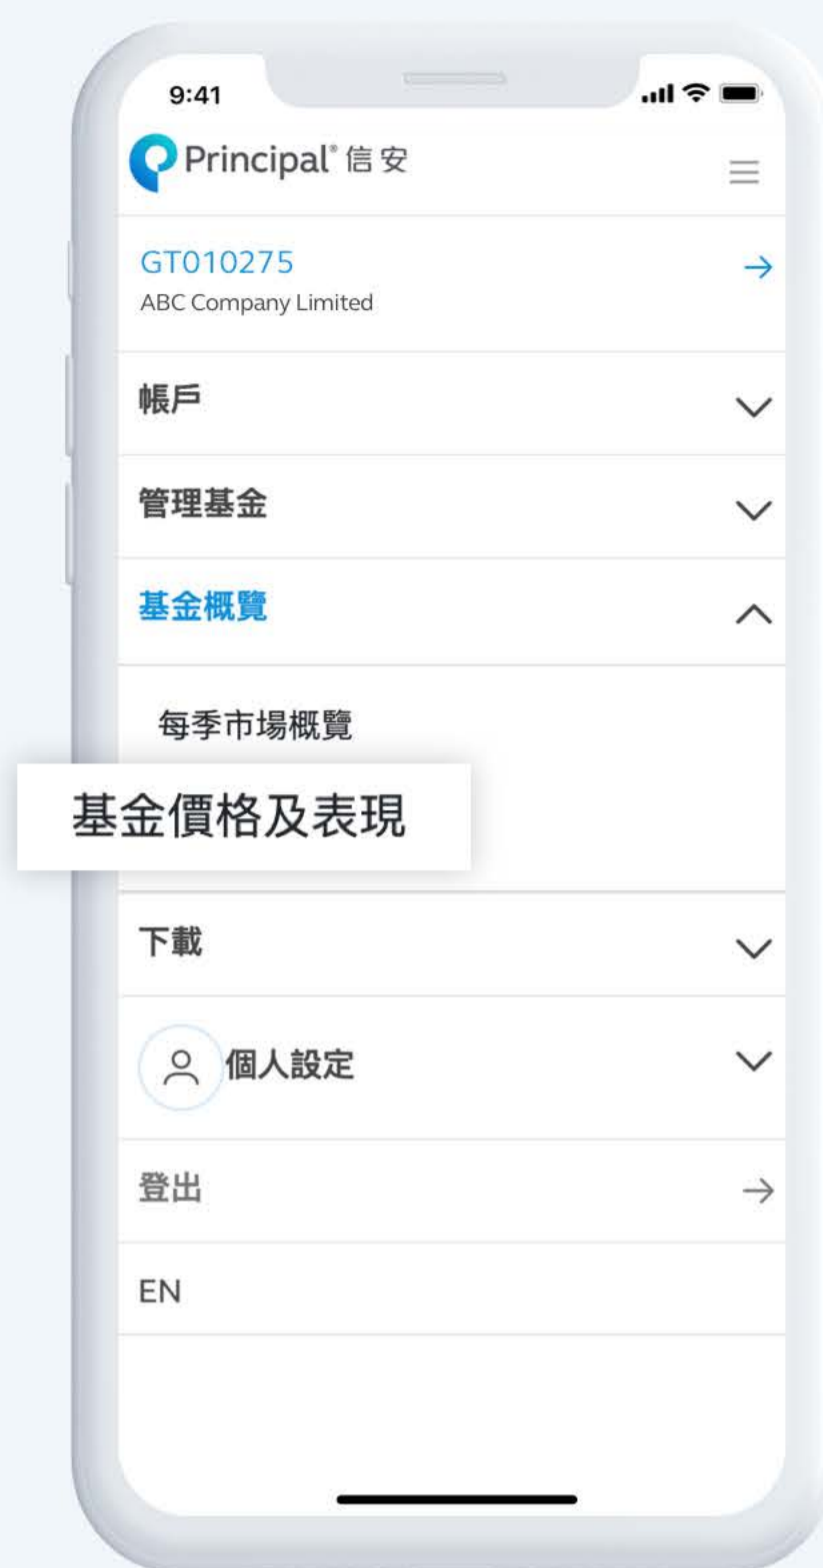 9:41
Principal® 信安
GT010275
ABC Company Limited
帳戶
管理基金
基金概覽
每季市場概覽
基金價格及表現
下載
個人設定
登出
EN